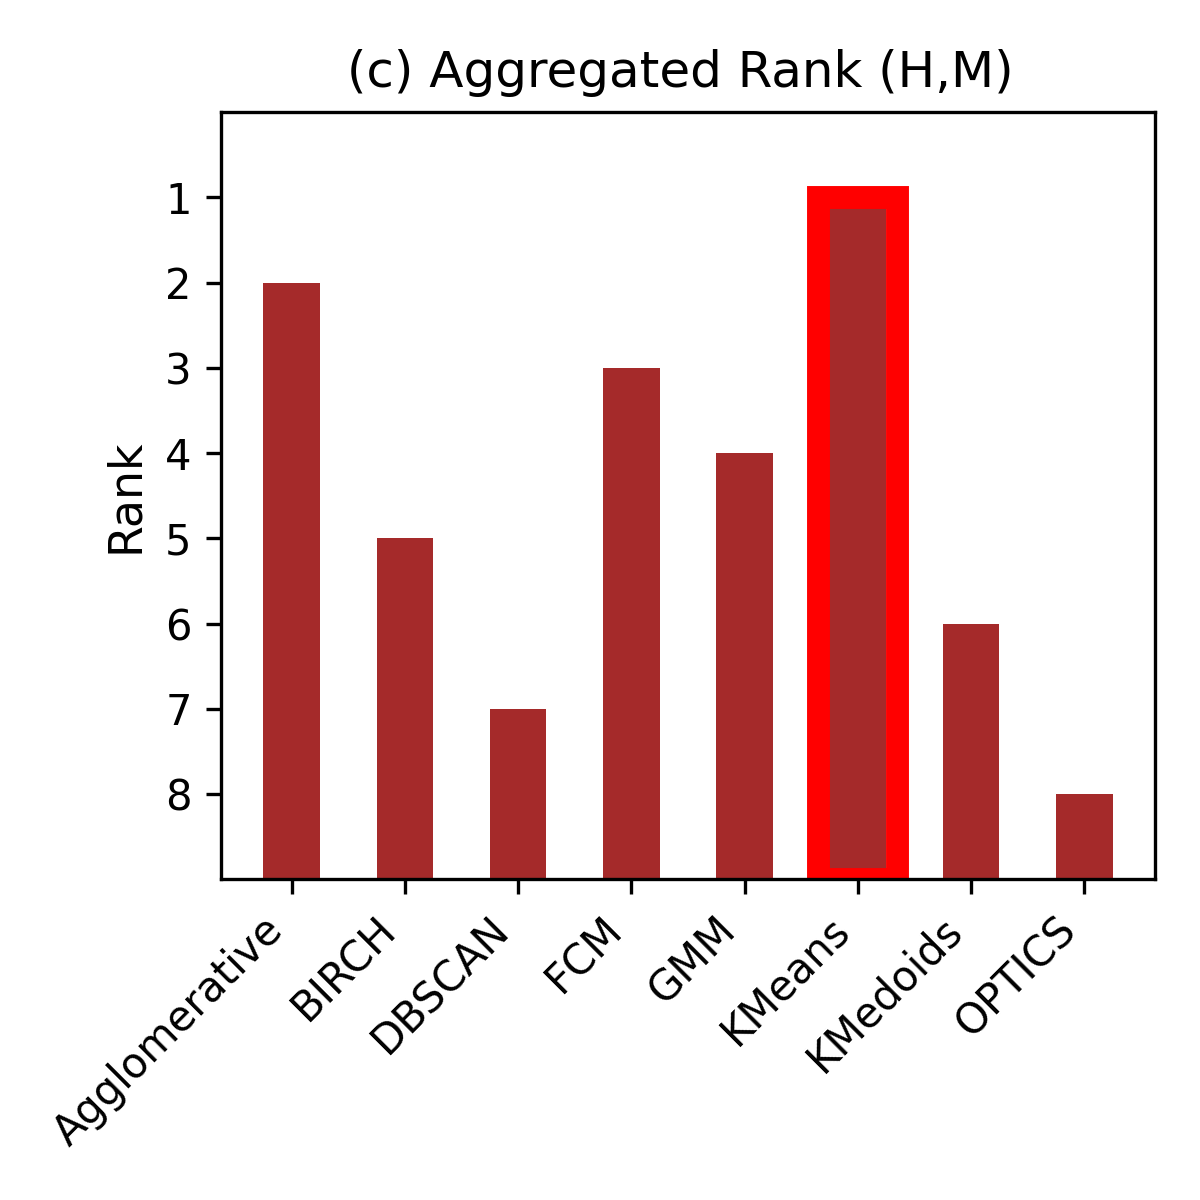 (c) Aggregated Rank (H,M)
Rank
1
2
3
4
5
6
7
8
Agglomerative
BIRCH
DBSCAN
FCM
GMM
KMeans
KMedoids
OPTICS